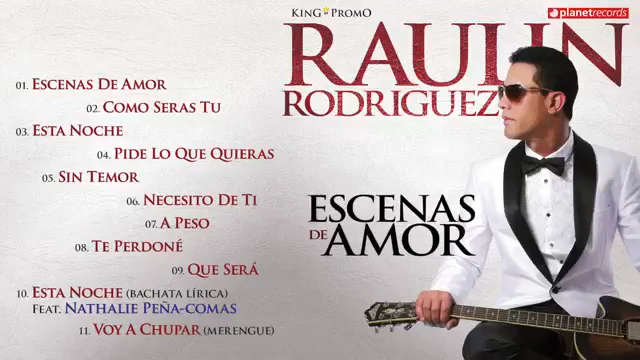 KING PROMO
planetrecords
RAULIN
RODRIGUEZ
01. ESCENAS DE AMOR
02. COMO SERAS TU
03. ESTA NOCHE
04. PIDE LO QUE QUIERAS
05. SIN TEMOR
06. NECESITO DE TI
07. A PESO
08. TE PERDONÉ
09. QUE SERÁ
10. ESTA NOCHE (BACHATA LÍRICA)
FEAT. NATHALIE PEÑA-COMAS
11. VOY A CHUPAR (MERENGUE)
ESCENAS
DE AMOR